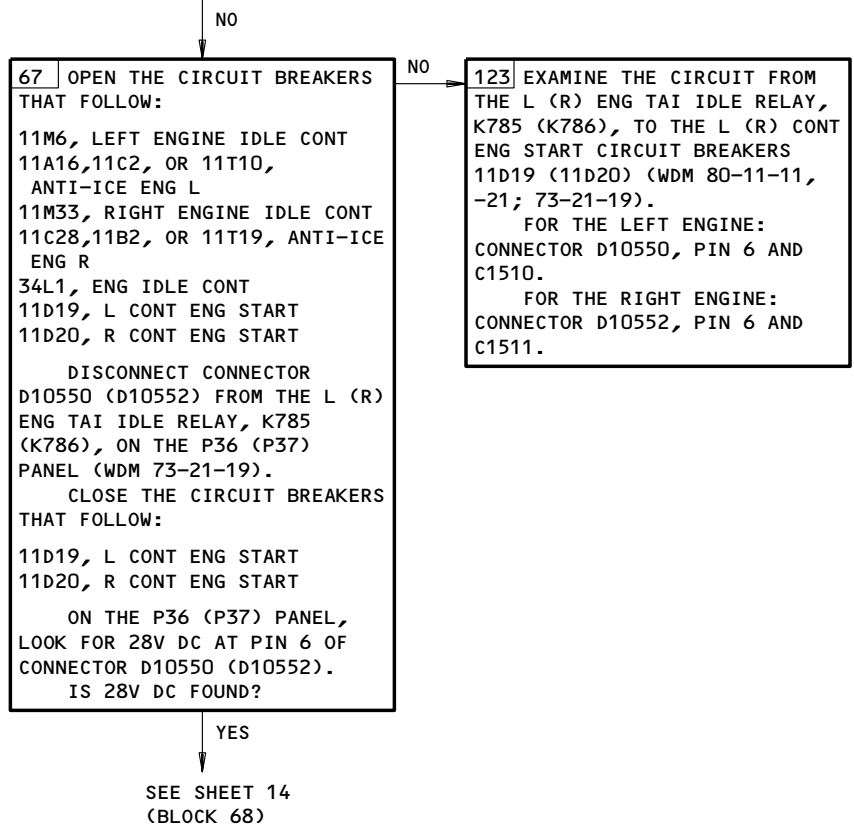 NO
67 OPEN THE CIRCUIT BREAKERS
THAT FOLLOW:
11M6, LEFT ENGINE IDLE CONT
11A16,11C2, OR 11T10,
ANTI-ICE ENG L
11M33, RIGHT ENGINE IDLE CONT
11C28,11B2, OR 11T19, ANTI-ICE
ENG R
34L1, ENG IDLE CONT
11D19, L CONT ENG START
11D20, R CONT ENG START
DISCONNECT CONNECTOR
D10550 (D10552) FROM THE L (R)
ENG TAI IDLE RELAY, K785
(K786), ON THE P36 (P37)
PANEL (WDM 73-21-19).
CLOSE THE CIRCUIT BREAKERS
THAT FOLLOW:
11D19, L CONT ENG START
11D20, R CONT ENG START
ON THE P36 (P37) PANEL,
LOOK FOR 28V DC AT PIN 6 OF
CONNECTOR D10550 (D10552).
IS 28V DC FOUND?
NO
123 EXAMINE THE CIRCUIT FROM
THE L (R) ENG TAI IDLE RELAY,
K785 (K786), TO THE L (R) CONT
ENG START CIRCUIT BREAKERS
11D19 (11D20) (WDM 80-11-11,
-21; 73-21-19).
FOR THE LEFT ENGINE:
CONNECTOR D10550, PIN 6 AND
C1510.
FOR THE RIGHT ENGINE:
CONNECTOR D10552, PIN 6 AND
C1511.
YES
SEE SHEET 14
(BLOCK 68)